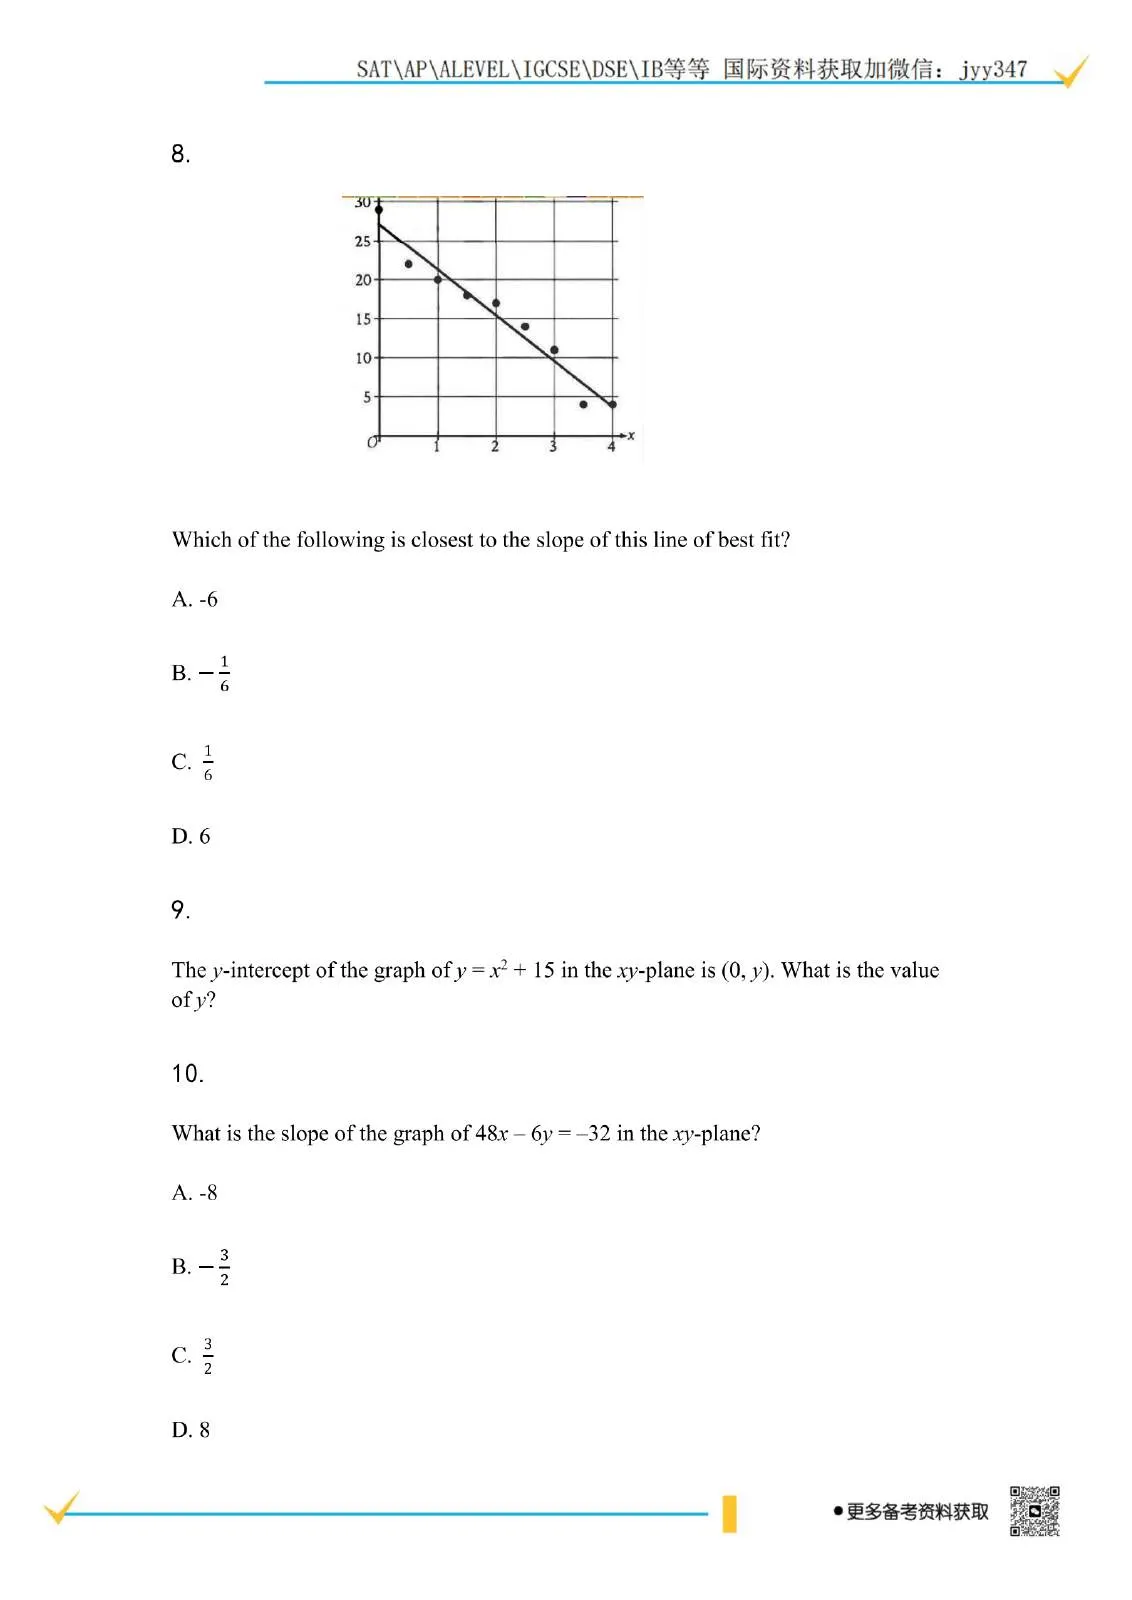 SAT\AP\ALEVEL\IGCSE\DSE\IB等等 国际资料获取加微信：jyy347
8.
30
25
20
15
10
5
O
1
2
3
4
x
Which of the following is closest to the slope of this line of best fit?
A. -6
B. −1/6
C. 1/6
D. 6
9.
The y-intercept of the graph of y = x² + 15 in the xy-plane is (0, y). What is the value
of y?
10.
What is the slope of the graph of 48x – 6y = –32 in the xy-plane?
A. -8
B. −3/2
C. 3/2
D. 8
●更多备考资料获取